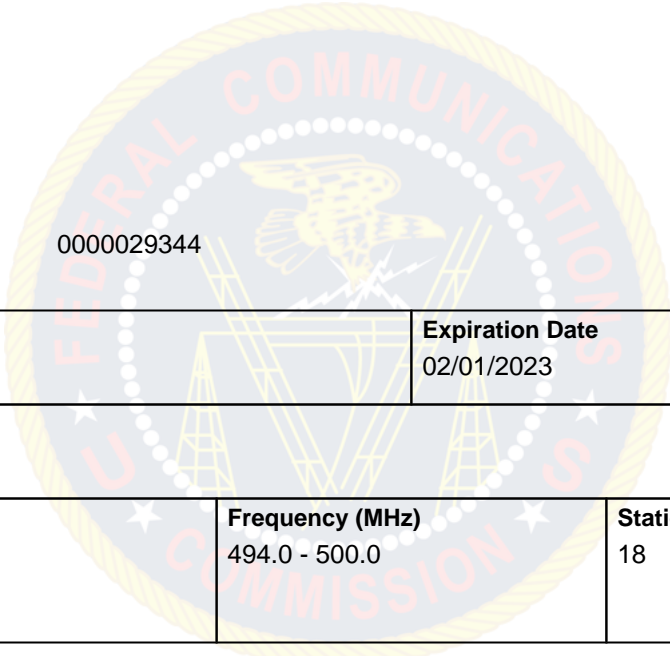 FEDERAL COMMUNICATIONS
0000029344
Expiration Date
02/01/2023
Frequency (MHz)
Stati
494.0 - 500.0
18
U S
COMMISSION